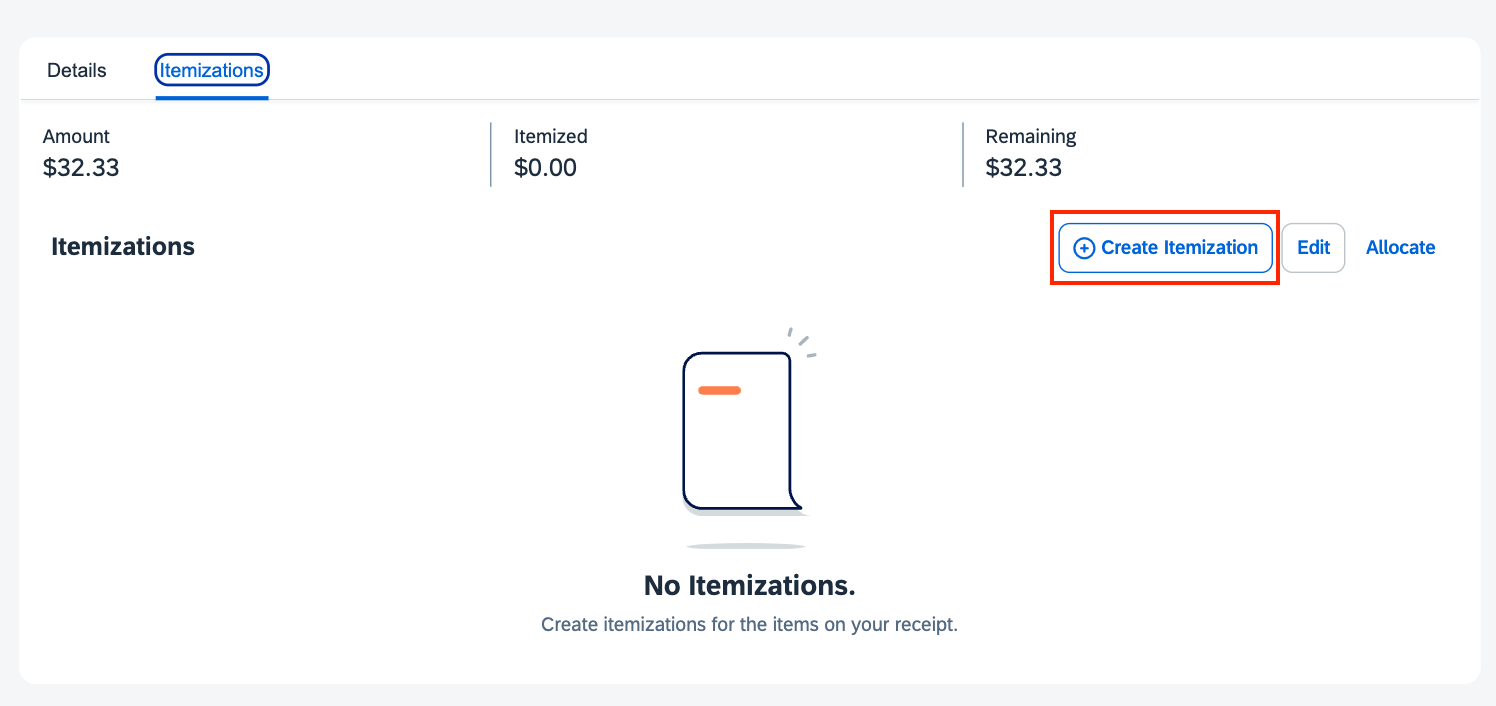 Details Itemizations
Amount Itemized Remaining
$32.33 $0.00 $32.33
Itemizations Create Itemization Edit Allocate
No Itemizations.
Create itemizations for the items on your receipt.